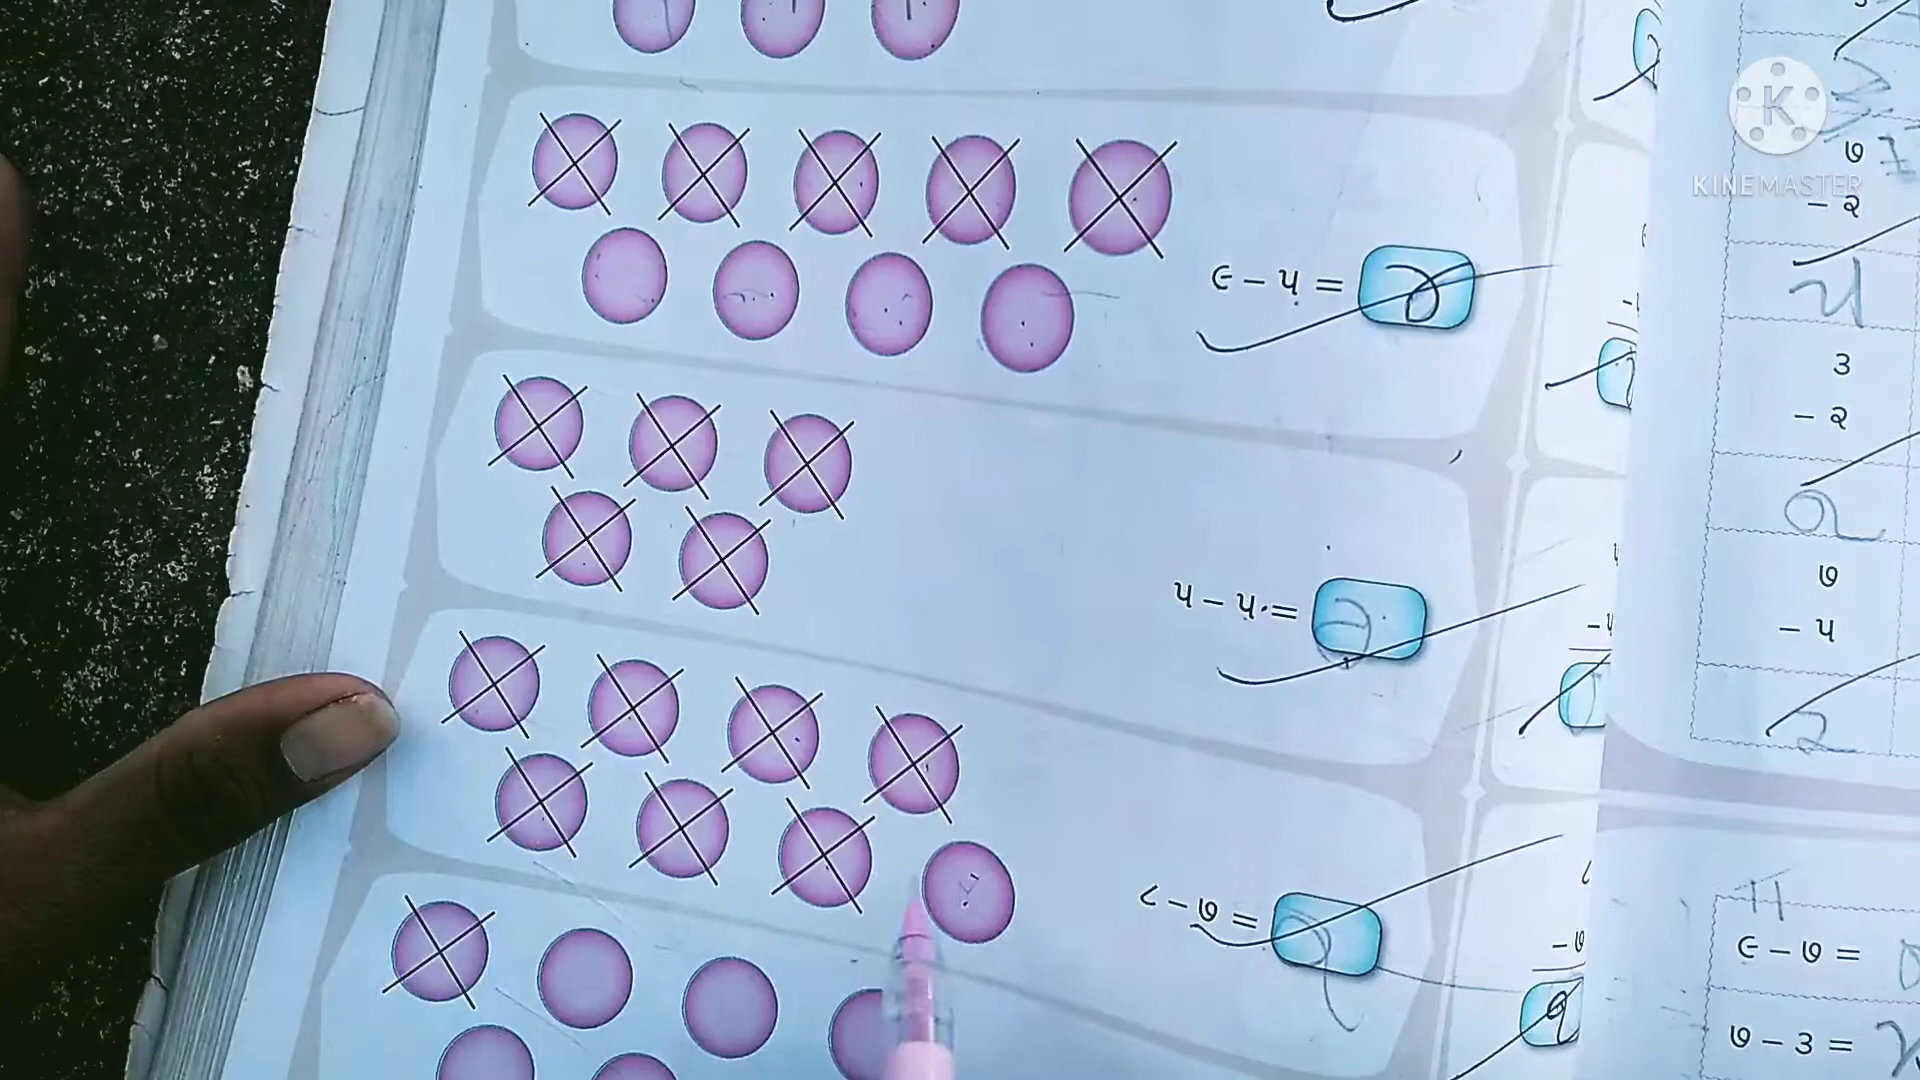 ૯ – ૫ = ૪
૫ – ૫ =
૮ – ૭ = ૧
KINEMASTER
૭
– ૨
૫
૩
– ૨
૧
૭
– ૫
૨
૯ – ૭ =
૭ – ૩ =